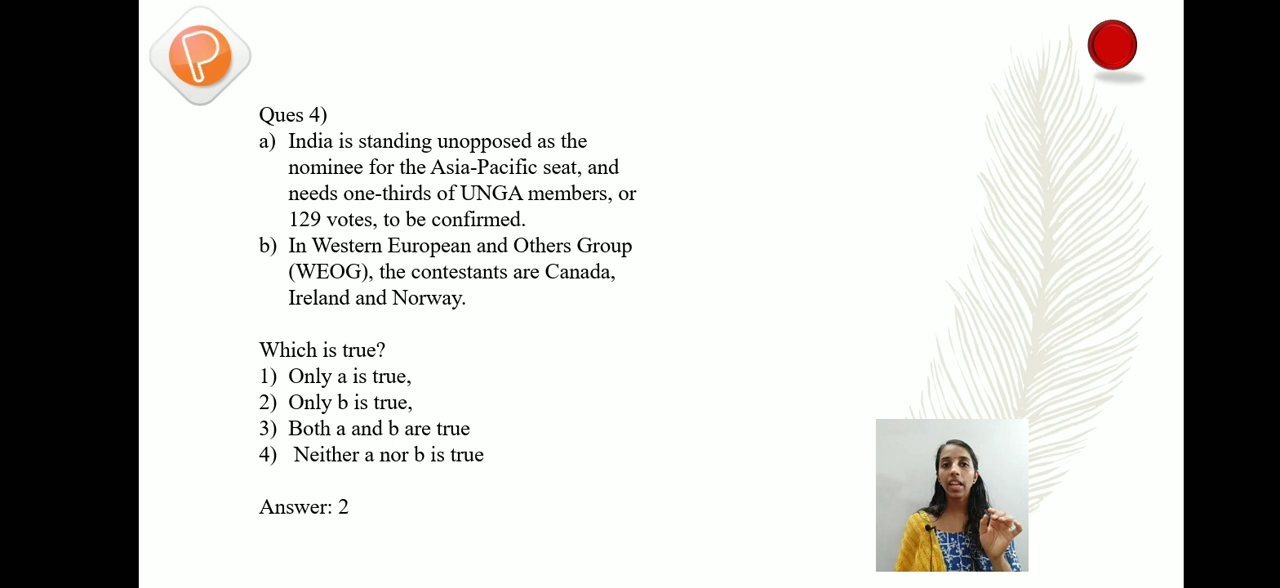 Ques 4)
a) India is standing unopposed as the
nominee for the Asia-Pacific seat, and
needs one-thirds of UNGA members, or
129 votes, to be confirmed.
b) In Western European and Others Group
(WEOG), the contestants are Canada,
Ireland and Norway.
Which is true?
1) Only a is true,
2) Only b is true,
3) Both a and b are true
4) Neither a nor b is true
Answer: 2